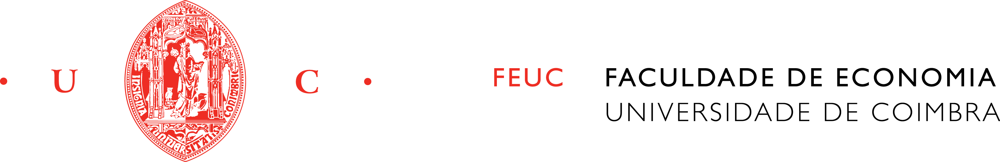 · U C ·
INSIGNIA UNIVERSITATIS CONIMBRIC
FEUC
FACULDADE DE ECONOMIA
UNIVERSIDADE DE COIMBRA